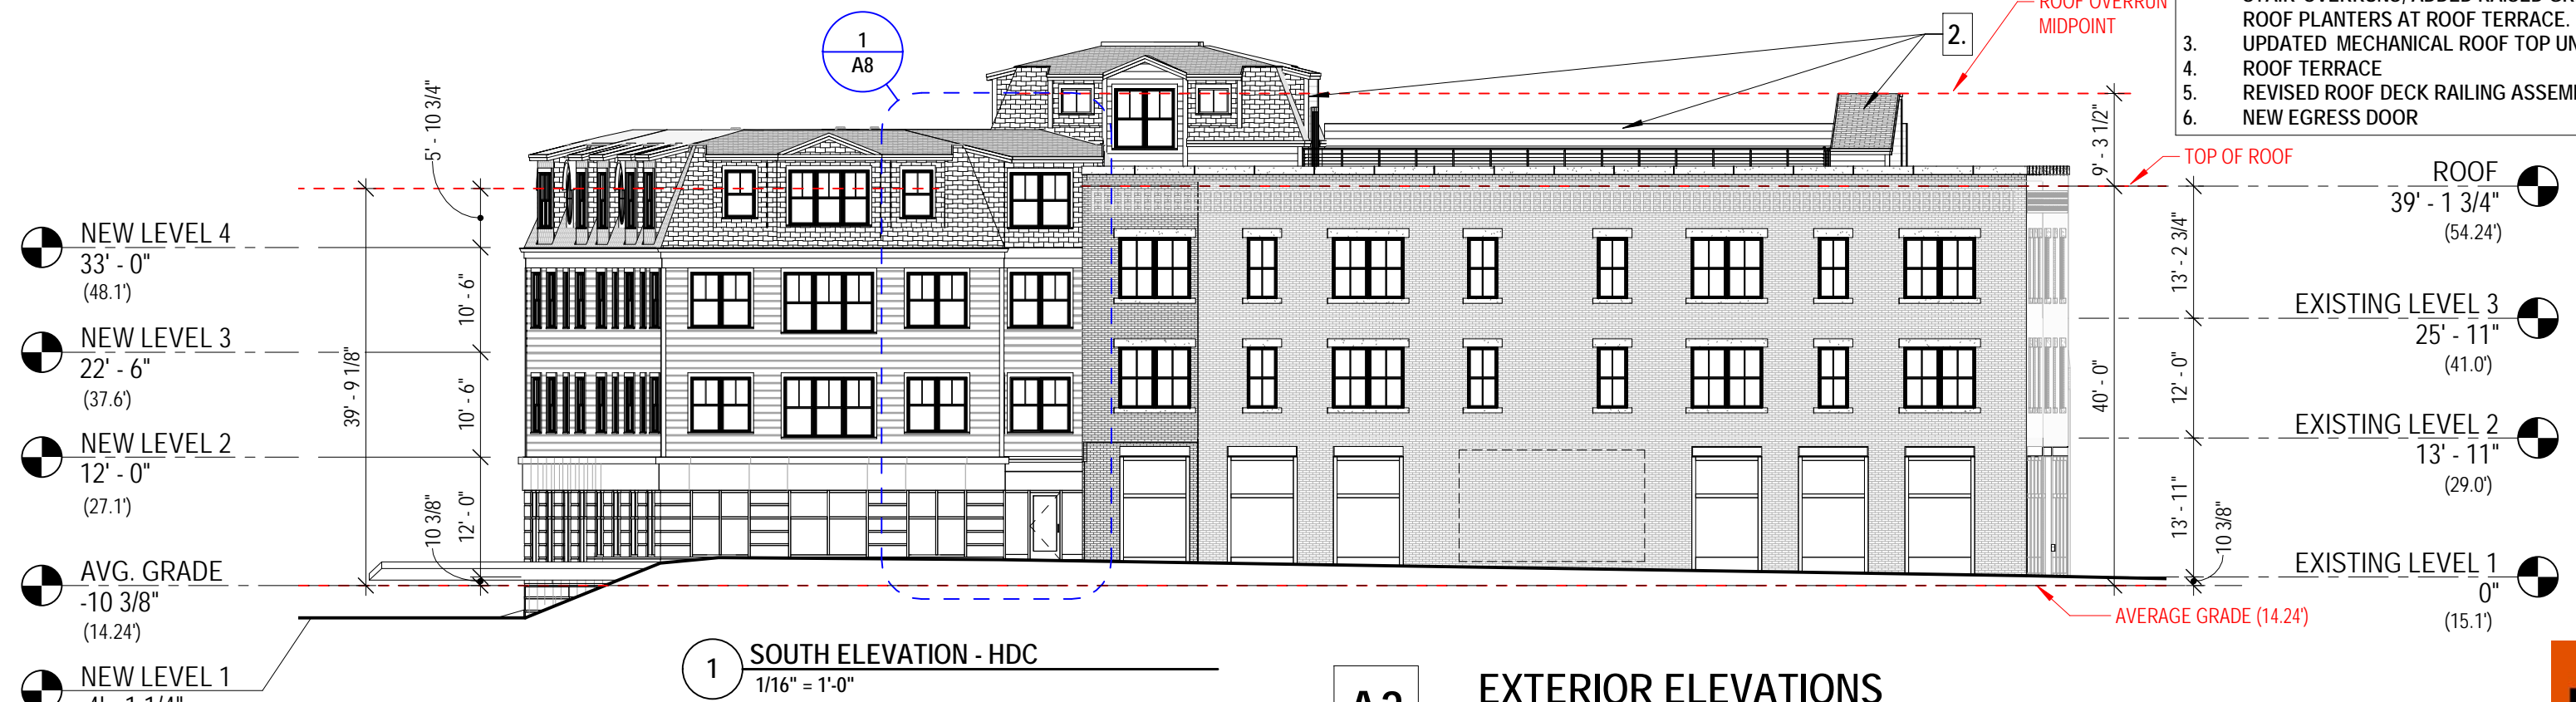 1
A8
2.
ROOF OVERRUN
MIDPOINT
ROOF PLANTERS AT ROOF TERRACE.
3. UPDATED MECHANICAL ROOF TOP
4. ROOF TERRACE
5. REVISED ROOF DECK RAILING
6. NEW EGRESS DOOR
TOP OF ROOF
ROOF
39' - 1 3/4"
(54.24')
EXISTING LEVEL 3
25' - 11"
(41.0')
EXISTING LEVEL 2
13' - 11"
(29.0')
EXISTING LEVEL 1
0"
(15.1')
9' - 3 1/2"
40' - 0"
13' - 2 3/4"
12' - 0"
13' - 11"
10 3/8"
AVERAGE GRADE (14.24')
NEW LEVEL 4
33' - 0"
(48.1')
NEW LEVEL 3
22' - 6"
(37.6')
NEW LEVEL 2
12' - 0"
(27.1')
AVG. GRADE
-10 3/8"
(14.24')
NEW LEVEL 1
39' - 9 1/8"
5' - 10 3/4"
10' - 6"
10' - 6"
12' - 0"
10 3/8"
1
SOUTH ELEVATION - HDC
1/16" = 1'-0"
EXTERIOR ELEVATIONS